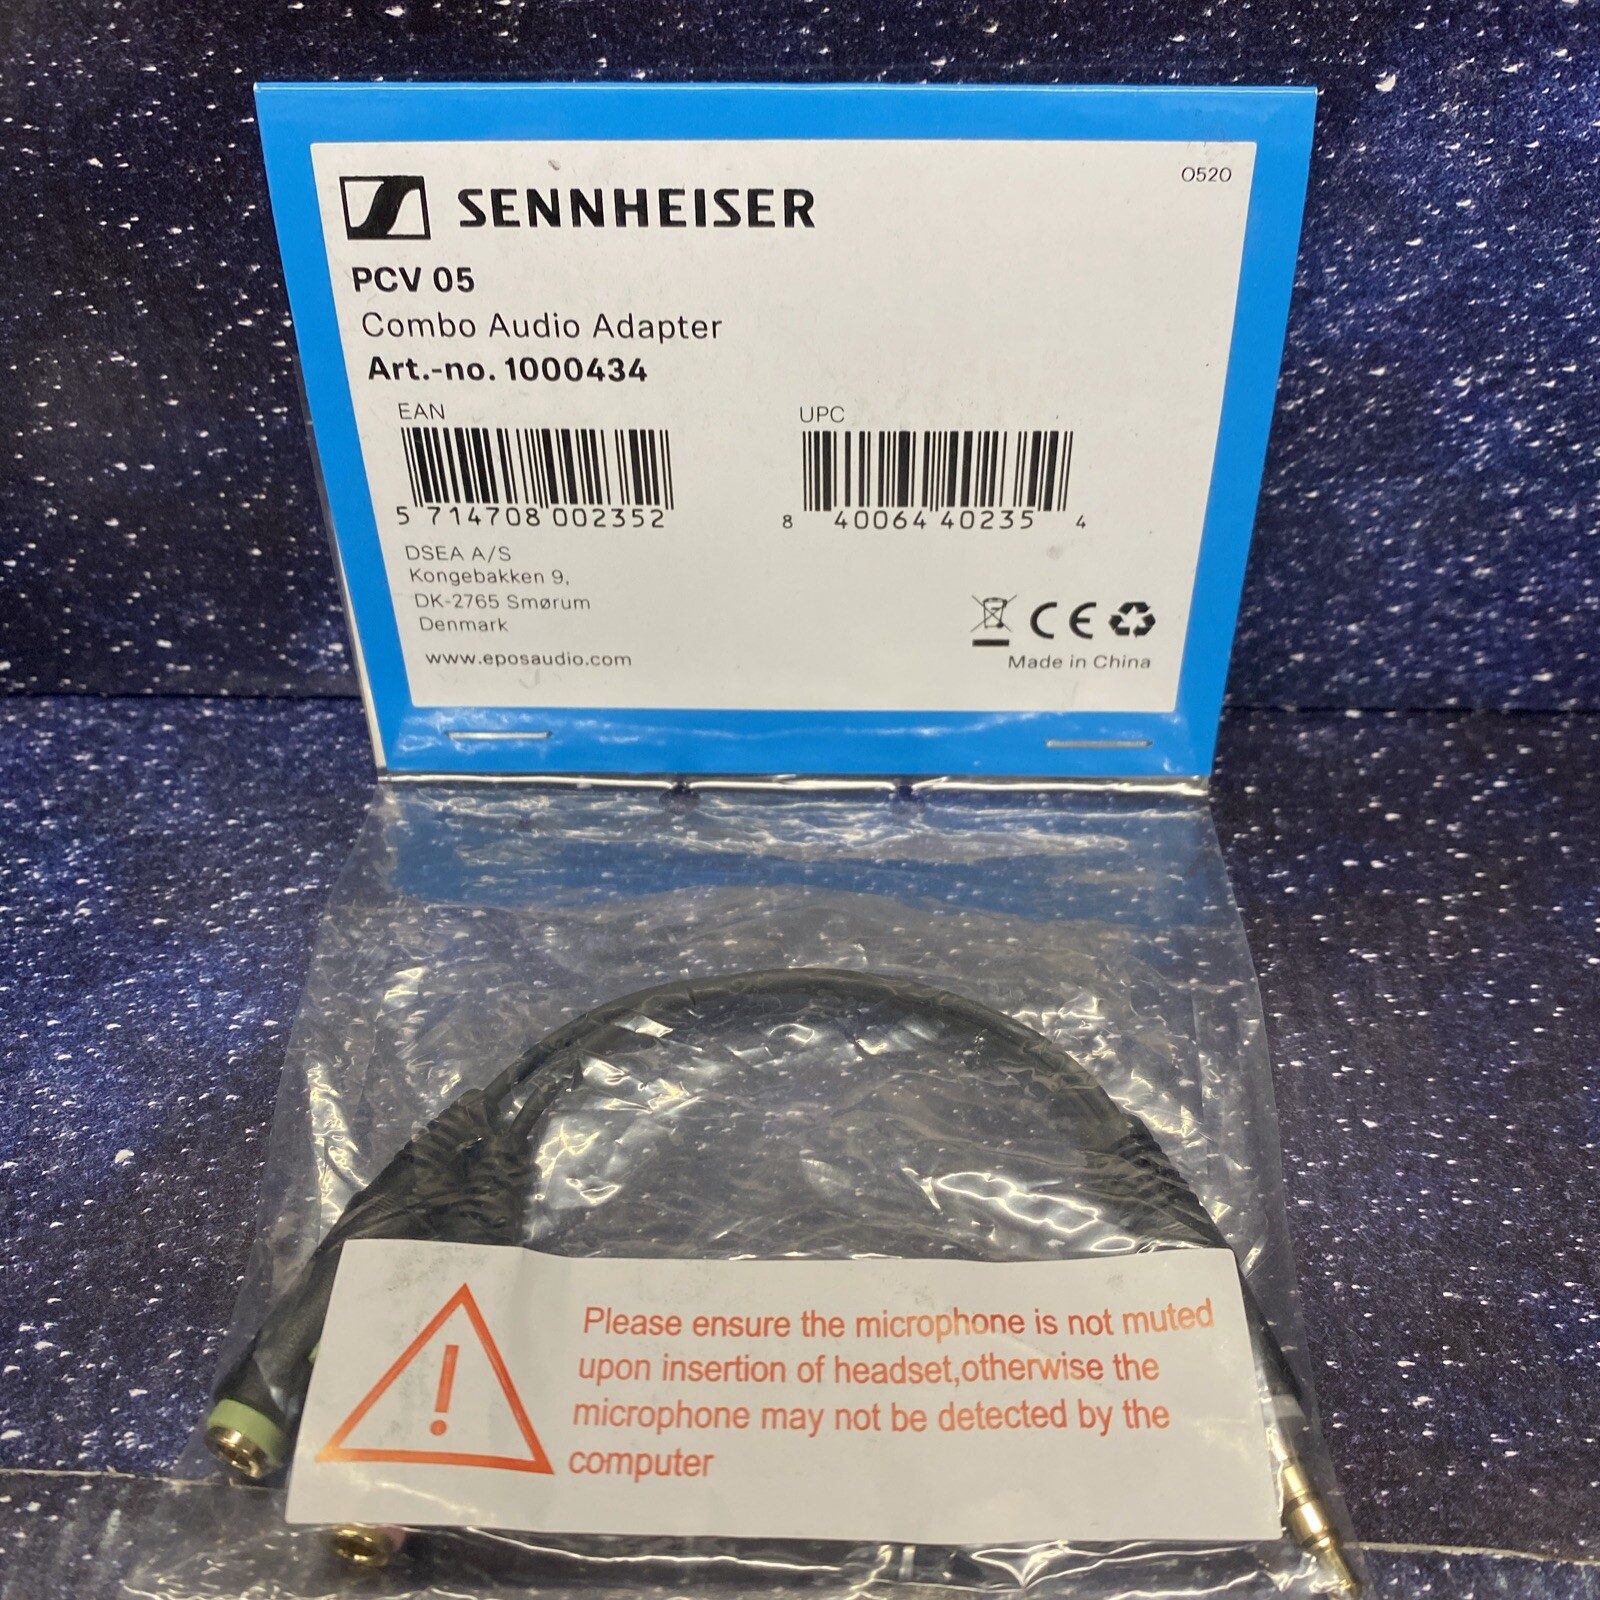 0520
SENNHEISER
PCV 05
Combo Audio Adapter
Art.-no. 1000434
EAN
5 714708 002352
UPC
8 40064 40235 4
DSEA A/S
Kongebakken 9,
DK-2765 Smørum
Denmark
www.eposaudio.com
CE
Made in China
Please ensure the microphone is not muted
upon insertion of headset,otherwise the
microphone may not be detected by the
computer